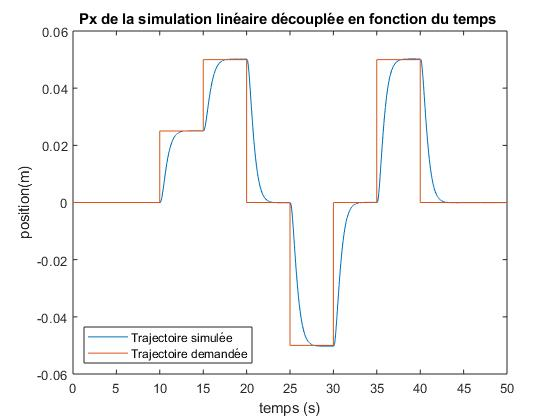 Px de la simulation linéaire découplée en fonction du temps
0.06
0.04
0.02
0
-0.02
-0.04
-0.06
position(m)
Trajectoire simulée
Trajectoire demandée
0 5 10 15 20 25 30 35 40 45 50
temps (s)